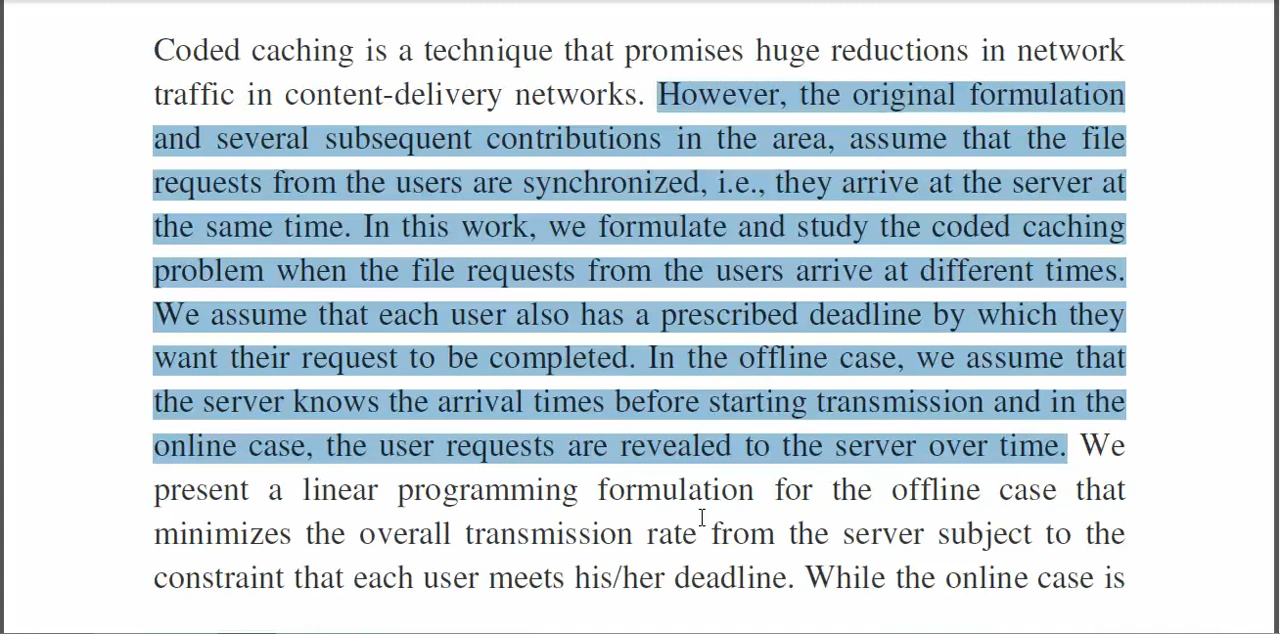 Coded caching is a technique that promises huge reductions in network
traffic in content-delivery networks. However, the original formulation
and several subsequent contributions in the area, assume that the file
requests from the users are synchronized, i.e., they arrive at the server at
the same time. In this work, we formulate and study the coded caching
problem when the file requests from the users arrive at different times.
We assume that each user also has a prescribed deadline by which they
want their request to be completed. In the offline case, we assume that
the server knows the arrival times before starting transmission and in the
online case, the user requests are revealed to the server over time. We
present a linear programming formulation for the offline case that
minimizes the overall transmission rate from the server subject to the
constraint that each user meets his/her deadline. While the online case is